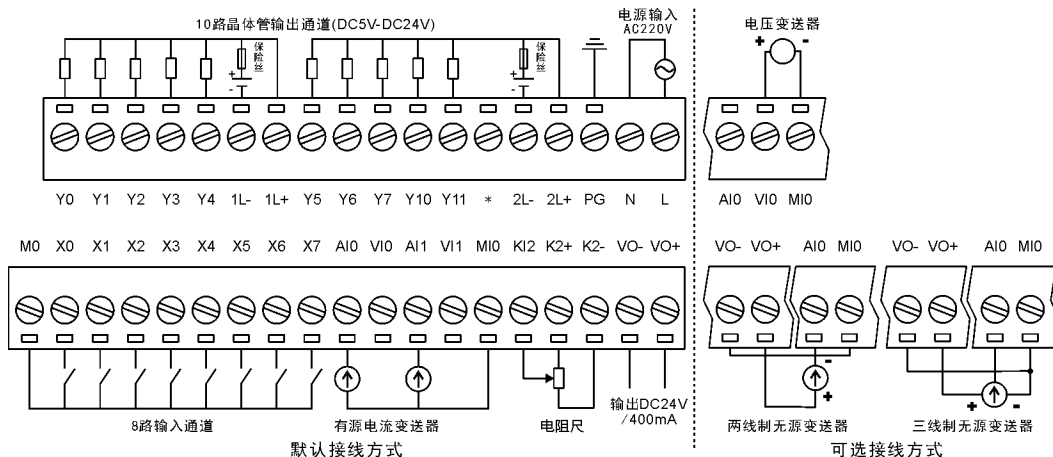 10路晶体管输出通道(DC5V-DC24V)
电源输入
AC220V
电压变送器
保险丝
保险丝
+
-
+
-
+
-
Y0 Y1 Y2 Y3 Y4 1L- 1L+ Y5 Y6 Y7 Y10 Y11 * 2L- 2L+ PG N L
AI0 VI0 MI0
M0 X0 X1 X2 X3 X4 X5 X6 X7 AI0 VI0 AI1 VI1 MI0 KI2 K2+ K2- VO- VO+
VO- VO+ AI0 MI0
VO- VO+ AI0 MI0
-
+
+
-
8路输入通道
有源电流变送器
电阻尺
输出DC24V
/400mA
两线制无源变送器
三线制无源变送器
默认接线方式
可选接线方式